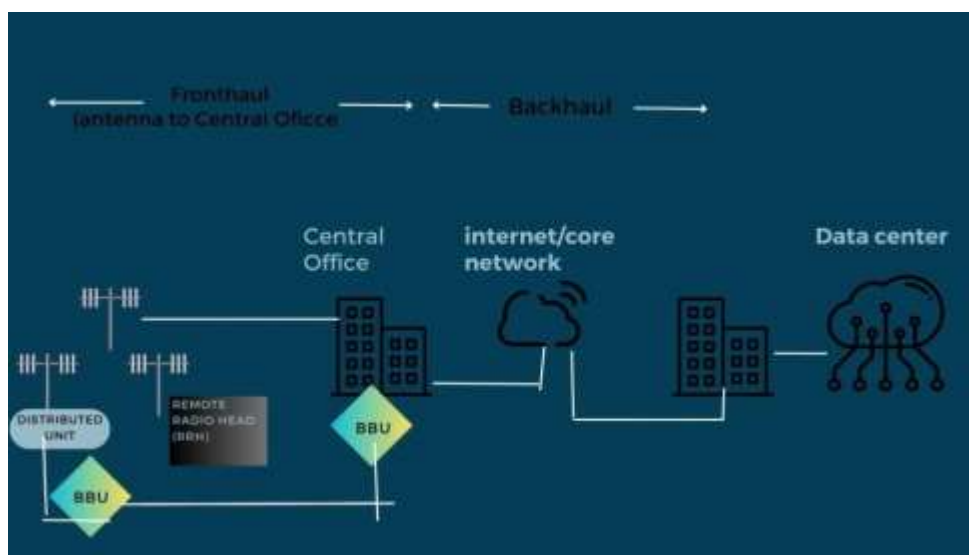 Fronthaul
(antenna to Central Oficce
Backhaul
Central
Office
internet/core
network
Data center
DISTRIBUTED
UNIT
REMOTE
RADIO HEAD
(BRH)
BBU
BBU